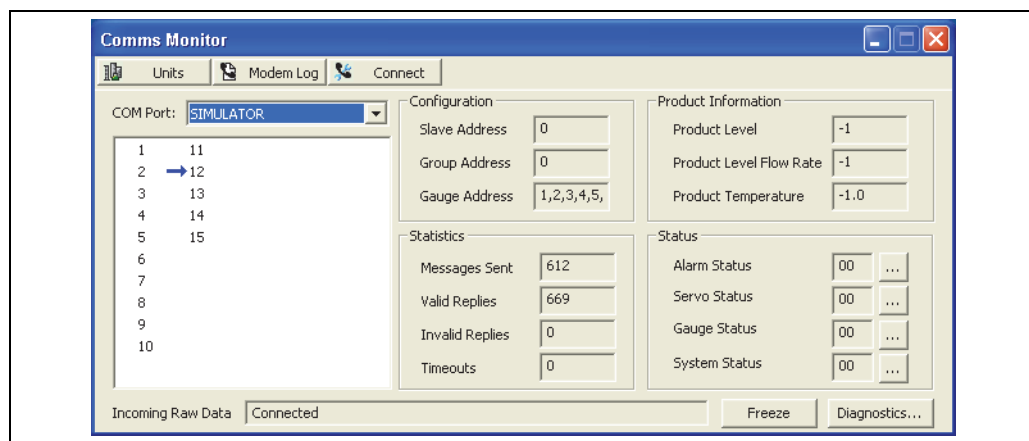 Comms Monitor
Units Modem Log Connect
COM Port: SIMULATOR
1 11
2 12
3 13
4 14
5 15
6
7
8
9
10
Configuration
Slave Address 0
Group Address 0
Gauge Address 1,2,3,4,5,
Product Information
Product Level -1
Product Level Flow Rate -1
Product Temperature -1.0
Statistics
Messages Sent 612
Valid Replies 669
Invalid Replies 0
Timeouts 0
Status
Alarm Status 00 ...
Servo Status 00 ...
Gauge Status 00 ...
System Status 00 ...
Incoming Raw Data Connected Freeze Diagnostics...